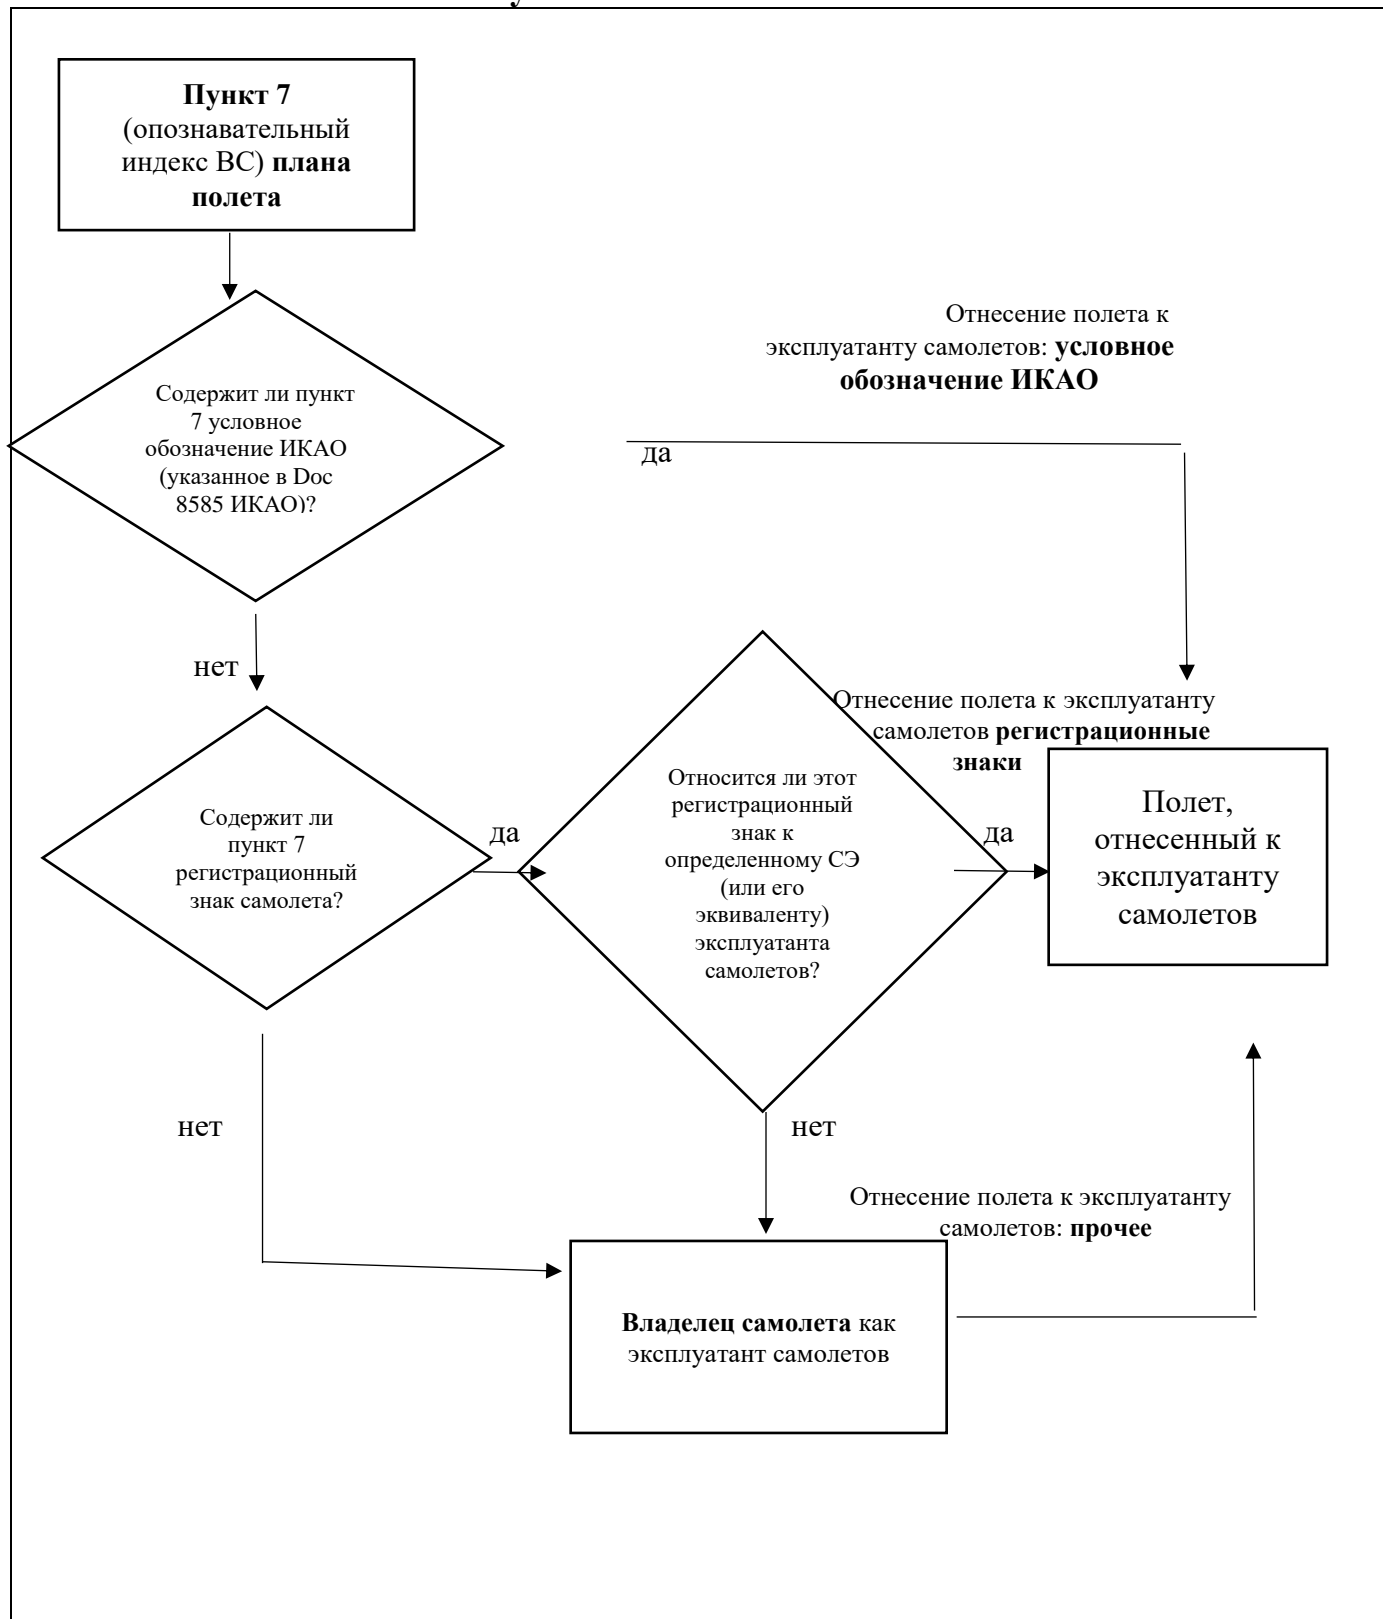 Пункт 7
(опознавательный
индекс ВС) плана
полета
Отнесение полета к
эксплуатанту самолетов: условное
обозначение ИКАО
Содержит ли пункт
7 условное
обозначение ИКАО
(указанное в Doc
8585 ИКАО)?
да
нет
Отнесение полета к эксплуатанту
самолетов регистрационные
знаки
Содержит ли
пункт 7
регистрационный
знак самолета?
да
Относится ли этот
регистрационный
знак к
определенному СЭ
(или его
эквиваленту)
эксплуатанта
самолетов?
да
Полет,
отнесенный к
эксплуатанту
самолетов
нет
нет
Отнесение полета к эксплуатанту
самолетов: прочее
Владелец самолета как
эксплуатант самолетов